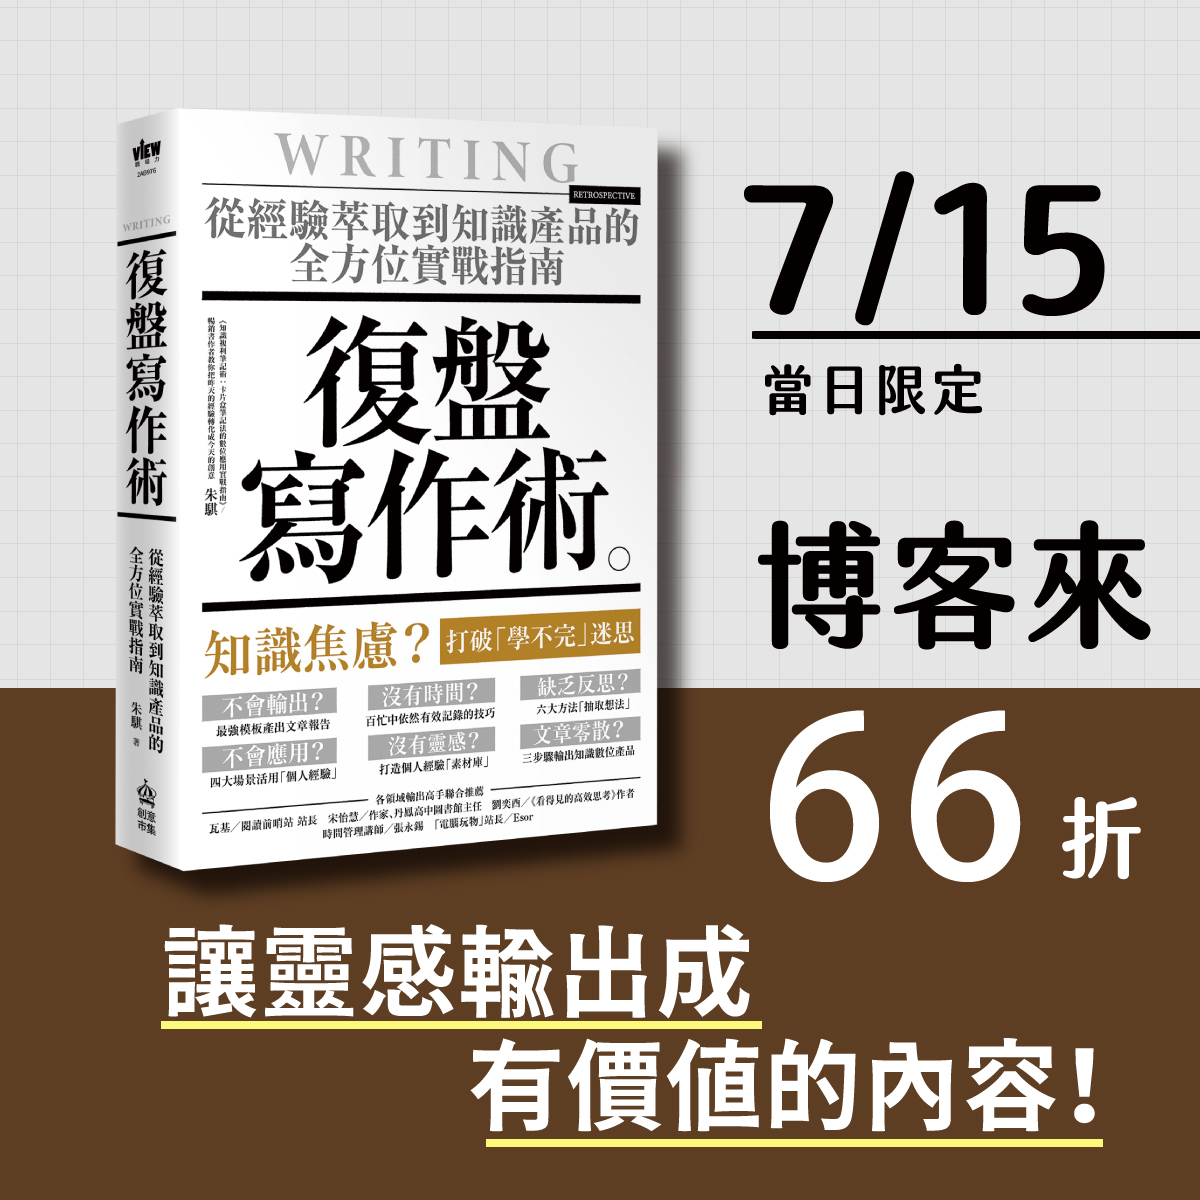 VIEW
職場力
2AB976
WRITING
復盤寫作術
從經驗萃取到知識產品的
全方位實戰指南
朱騏 著
創意
市集
WRITING
RETROSPECTIVE
從經驗萃取到知識產品的
全方位實戰指南
《知識複利筆記術：卡片盒筆記法的數位應用實戰指南》/
暢銷書作者教你把昨天的經驗轉化成今天的創意 朱騏
復盤
寫作術。
知識焦慮？打破「學不完」迷思
不會輸出？
最強模板產出文章報告
沒有時間？
百忙中依然有效記錄的技巧
缺乏反思？
六大方法「抽取想法」
不會應用？
四大場景活用「個人經驗」
沒有靈感？
打造個人經驗「素材庫」
文章零散？
三步驟輸出知識數位產品
各領域輸出高手聯合推薦
瓦基／閱讀前哨站 站長 宋怡慧／作家、丹鳳高中圖書館主任 劉奕酉／《看得見的高效思考》作者
時間管理講師／張永錫 「電腦玩物」站長／Esor
7/15
當日限定
博客來
66折
讓靈感輸出成
有價值的內容！